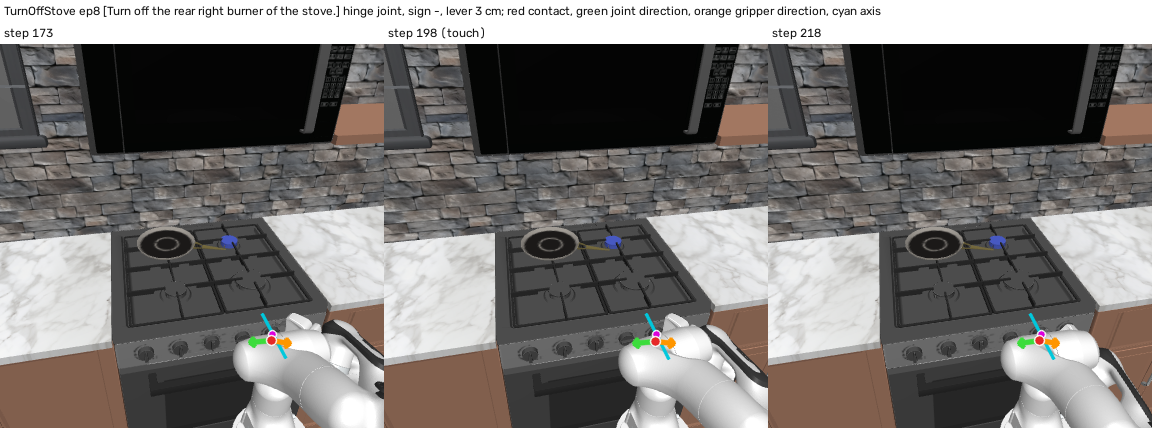 TurnOffStove ep8 [Turn off the rear right burner of the stove.] hinge joint, sign -, lever 3 cm; red contact, green joint direction, orange gripper direction, cyan axis
step 173
step 198 (touch)
step 218